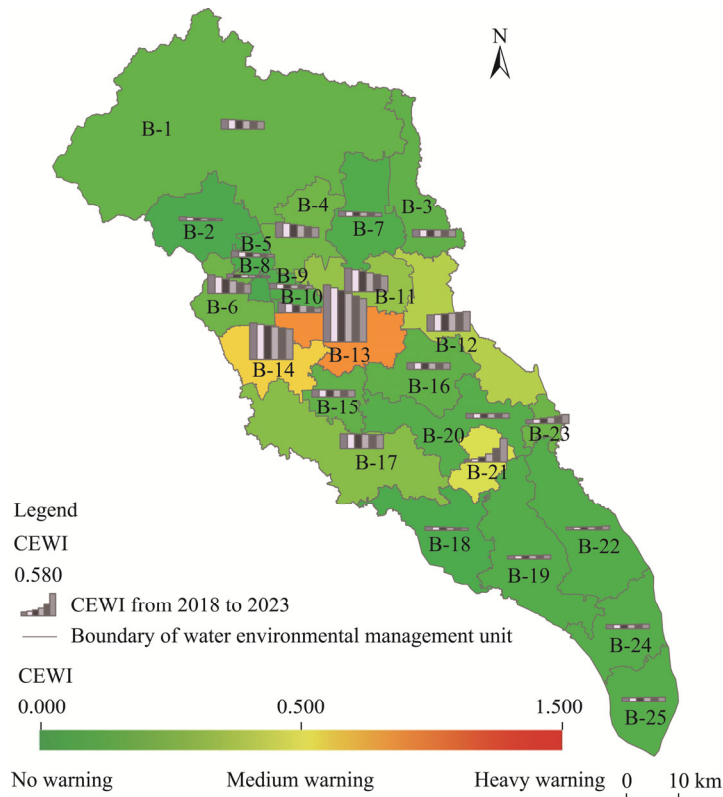 N
B-1
B-4
B-3
B-2
B-7
B-5
B-8
B-9
B-6
B-10
B-11
B-12
B-13
B-14
B-16
B-15
B-23
B-20
B-17
B-21
B-18
B-22
B-19
B-24
B-25
Legend
CEWI
0.580
CEWI from 2018 to 2023
Boundary of water environmental management unit
CEWI
0.000 0.500 1.500
No warning Medium warning Heavy warning
0 10 km